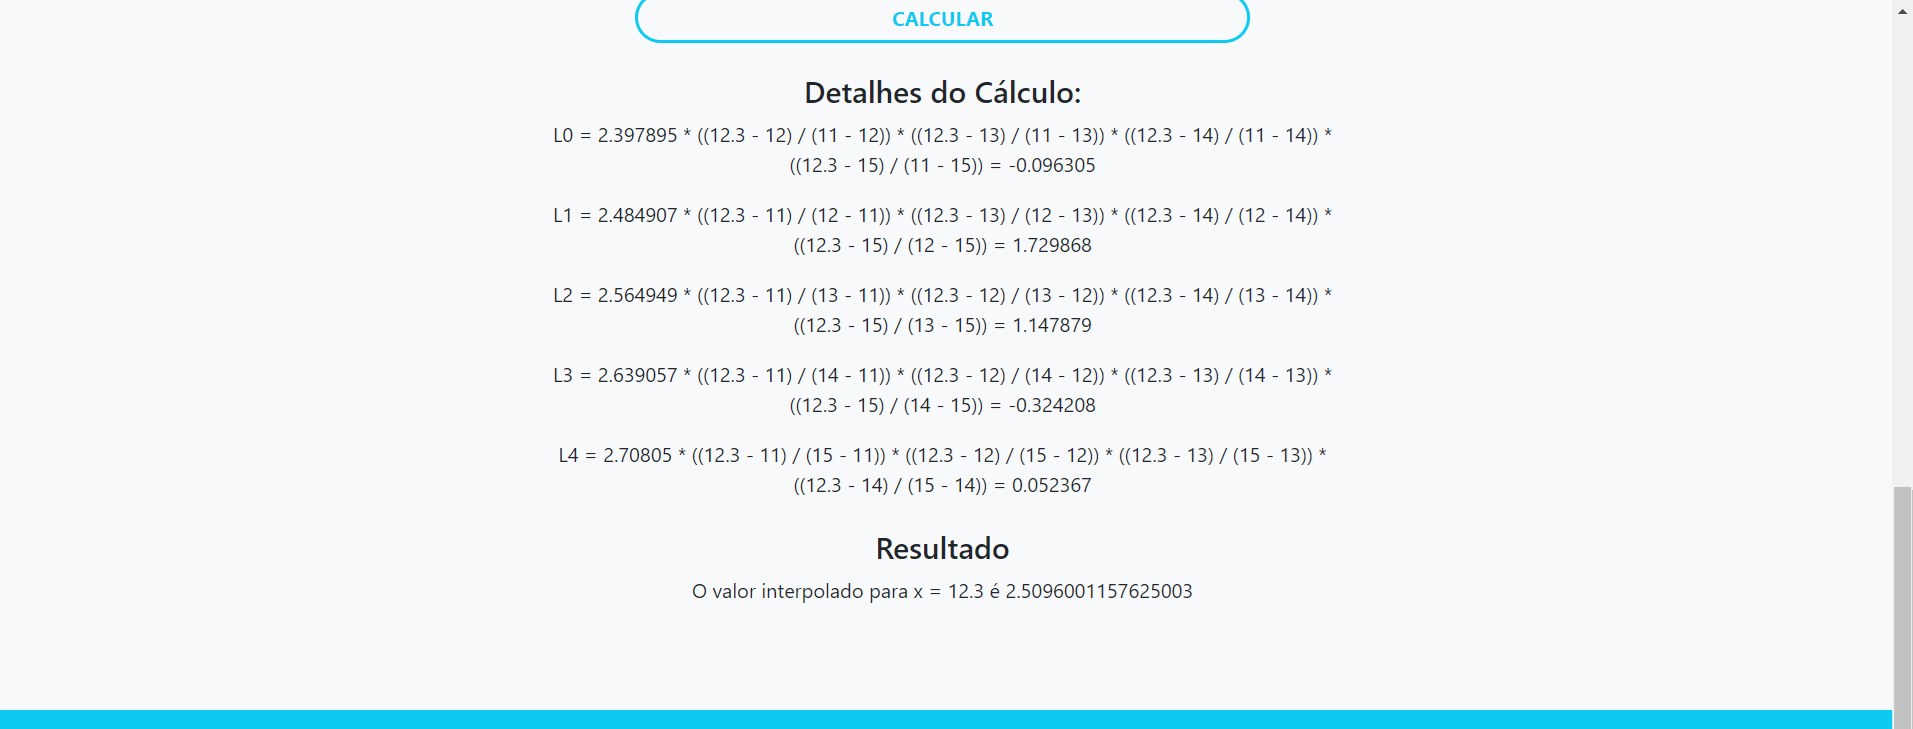 CALCULAR
Detalhes do Cálculo:
L0 = 2.397895 * ((12.3 - 12) / (11 - 12)) * ((12.3 - 13) / (11 - 13)) * ((12.3 - 14) / (11 - 14)) *
((12.3 - 15) / (11 - 15)) = -0.096305
L1 = 2.484907 * ((12.3 - 11) / (12 - 11)) * ((12.3 - 13) / (12 - 13)) * ((12.3 - 14) / (12 - 14)) *
((12.3 - 15) / (12 - 15)) = 1.729868
L2 = 2.564949 * ((12.3 - 11) / (13 - 11)) * ((12.3 - 12) / (13 - 12)) * ((12.3 - 14) / (13 - 14)) *
((12.3 - 15) / (13 - 15)) = 1.147879
L3 = 2.639057 * ((12.3 - 11) / (14 - 11)) * ((12.3 - 12) / (14 - 12)) * ((12.3 - 13) / (14 - 13)) *
((12.3 - 15) / (14 - 15)) = -0.324208
L4 = 2.70805 * ((12.3 - 11) / (15 - 11)) * ((12.3 - 12) / (15 - 12)) * ((12.3 - 13) / (15 - 13)) *
((12.3 - 14) / (15 - 14)) = 0.052367
Resultado
O valor interpolado para x = 12.3 é 2.5096001157625003